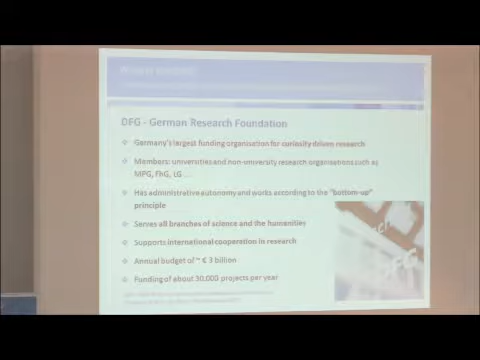 DFG - German Research Foundation
Germany's largest funding organisation for curiosity driven research
Members: universities and non-university research organisations such as
MPG, FhG, LG ...
Has administrative autonomy and works according to the "bottom-up"
principle
Serves all branches of science and the humanities
Supports international cooperation in research
Annual budget of ~ € 3 billion
Funding of about 30.000 projects per year
DFG